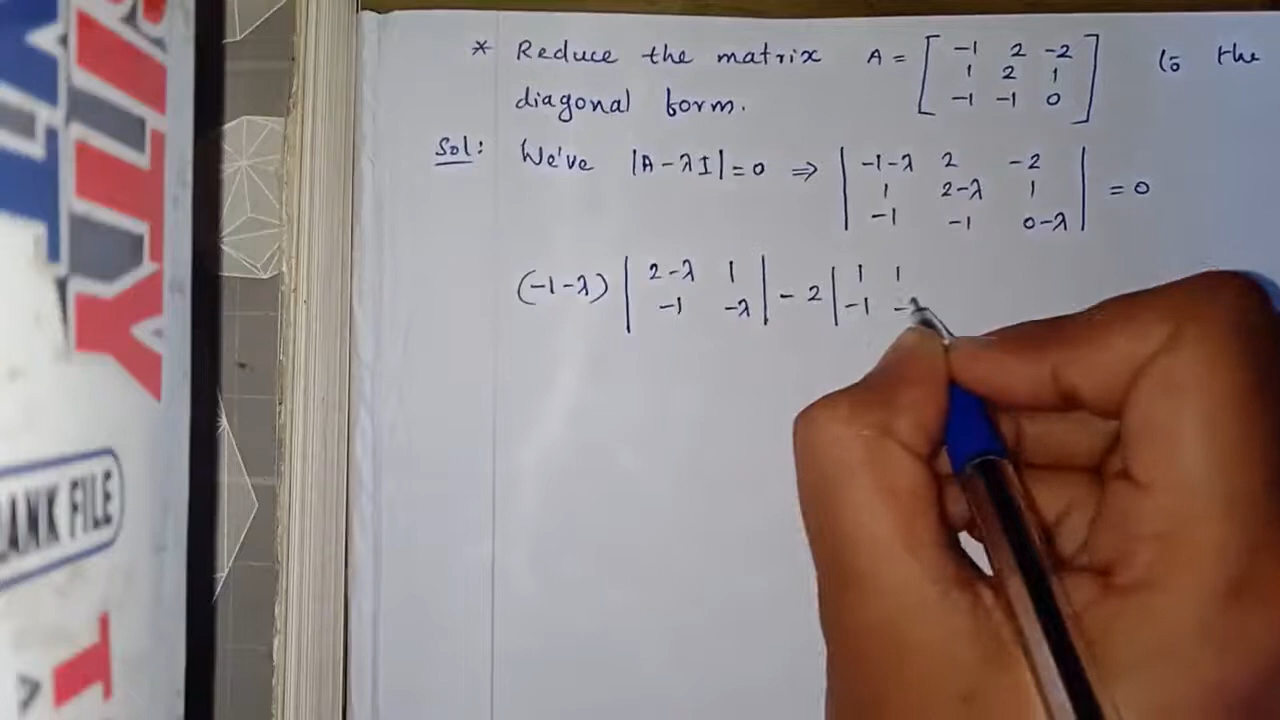 * Reduce the matrix A = [ -1 2 -2 to the
1 2 1
-1 -1 0 ]
diagonal form.
Sol: We've |A - λI| = 0 ⇒ | -1-λ 2 -2
1 2-λ 1
-1 -1 0-λ | = 0
(-1-λ) | 2-λ 1 | - 2 | 1 1
-1 -λ | -1 -
ANK FILE